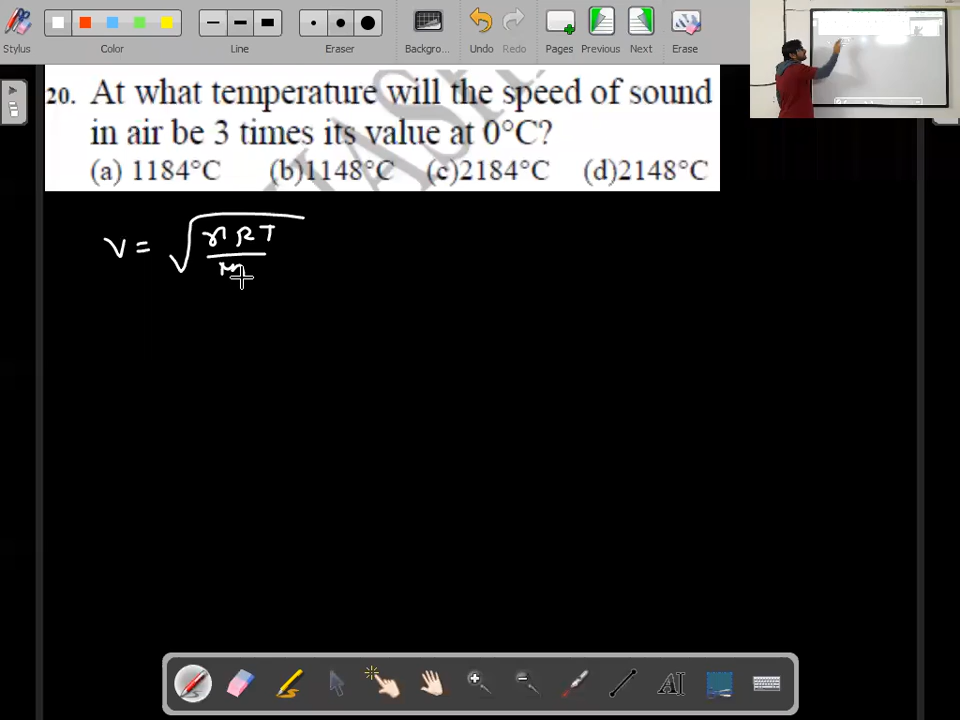 Stylus
Color
Line
Eraser
Backgro...
Undo
Redo
Pages
Previous
Next
Erase
20. At what temperature will the speed of sound
in air be 3 times its value at 0°C?
(a) 1184°C (b)1148°C (c)2184°C (d)2148°C
V = √(γRT/M)
AI